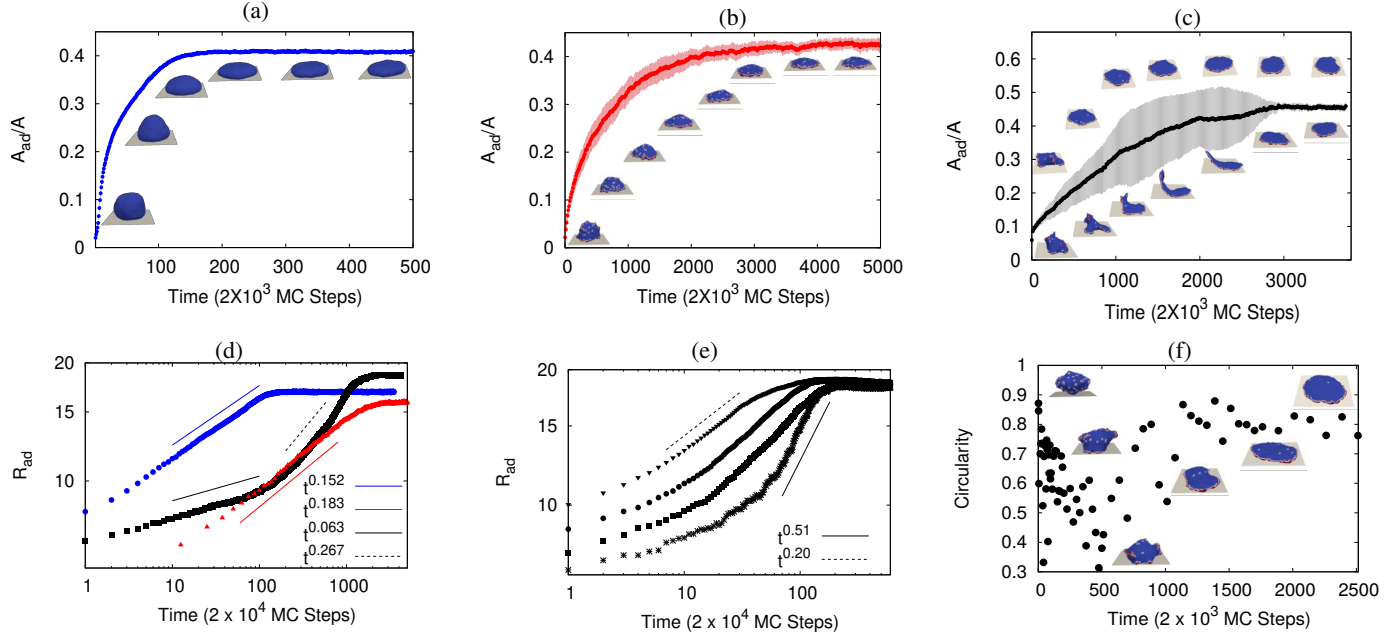 (a)
A_ad/A
0.4
0.3
0.2
0.1
0
100
200
300
400
500
Time (2X10^3 MC Steps)
(b)
A_ad/A
0.4
0.3
0.2
0.1
0
0
1000
2000
3000
4000
5000
Time (2X10^3 MC Steps)
(c)
A_ad/A
0.6
0.5
0.4
0.3
0.2
0.1
0
0
1000
2000
3000
Time (2X10^3 MC Steps)
(d)
R_ad
20
15
10
1
10
100
1000
t^0.152
t^0.183
t^0.063
t^0.267
Time (2 x 10^4 MC Steps)
(e)
R_ad
20
10
1
10
100
t^0.51
t^0.20
Time (2 x 10^4 MC Steps)
(f)
Circularity
1
0.9
0.8
0.7
0.6
0.5
0.4
0.3
0
500
1000
1500
2000
2500
Time (2 x 10^3 MC Steps)